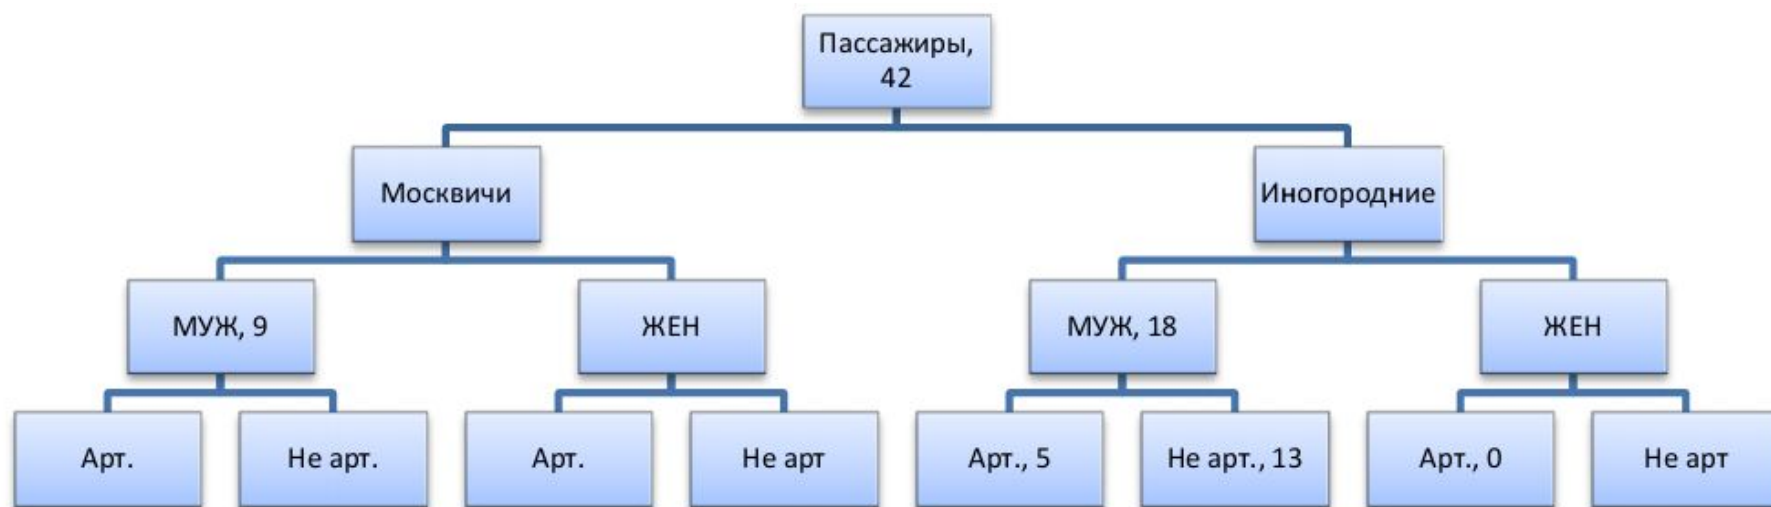 Пассажиры,
42
Москвичи
Иногородние
МУЖ, 9
ЖЕН
МУЖ, 18
ЖЕН
Арт.
Не арт.
Арт.
Не арт
Арт., 5
Не арт., 13
Арт., 0
Не арт